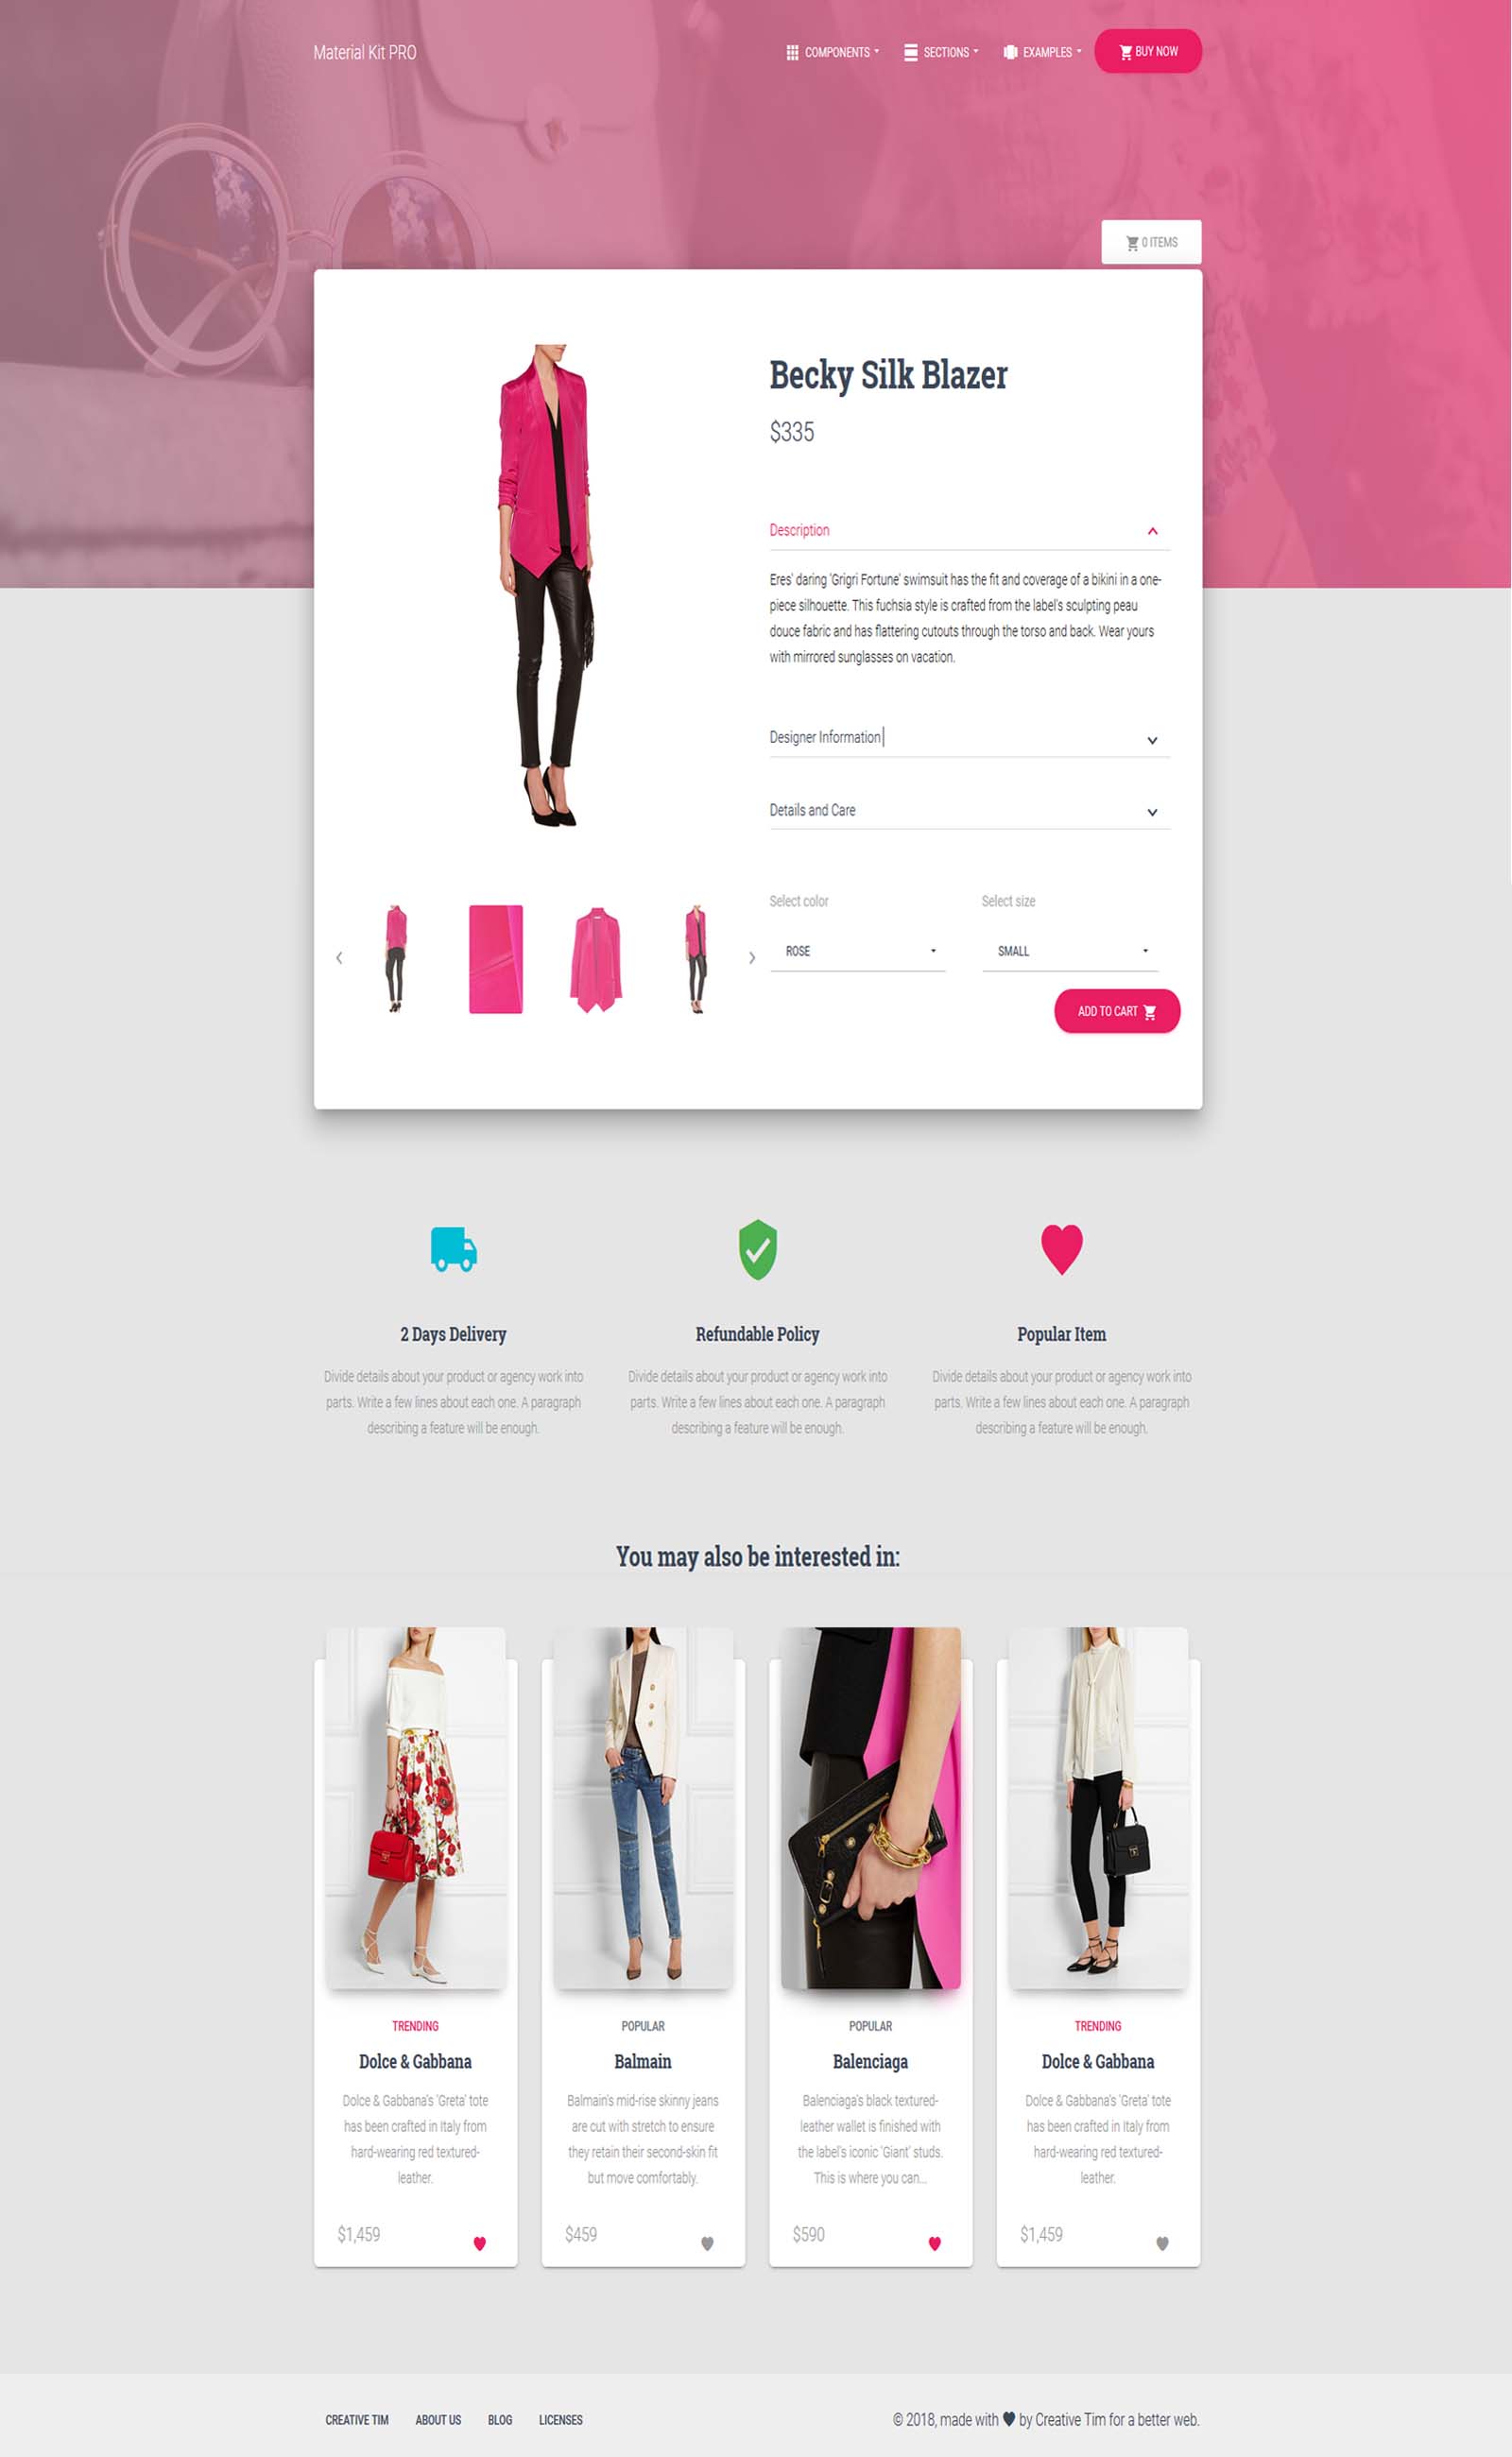 Material Kit PRO
COMPONENTS
SECTIONS
EXAMPLES
BUY NOW
0 ITEMS
Becky Silk Blazer
$335
Description
Eres' daring 'Grigri Fortune' swimsuit has the fit and coverage of a bikini in a one-
piece silhouette. This fuchsia style is crafted from the label's sculpting peau
douce fabric and has flattering cutouts through the torso and back. Wear yours
with mirrored sunglasses on vacation.
Designer Information
Details and Care
Select color
Select size
ROSE
SMALL
ADD TO CART
2 Days Delivery
Divide details about your product or agency work into
parts. Write a few lines about each one. A paragraph
describing a feature will be enough.
Refundable Policy
Divide details about your product or agency work into
parts. Write a few lines about each one. A paragraph
describing a feature will be enough.
Popular Item
Divide details about your product or agency work into
parts. Write a few lines about each one. A paragraph
describing a feature will be enough.
You may also be interested in:
TRENDING
Dolce & Gabbana
Dolce & Gabbana's 'Greta' tote
has been crafted in Italy from
hard-wearing red textured-
leather.
$1,459
POPULAR
Balmain
Balmain's mid-rise skinny jeans
are cut with stretch to ensure
they retain their second-skin fit
but move comfortably.
$459
POPULAR
Balenciaga
Balenciaga's black textured-
leather wallet is finished with
the label's iconic 'Giant' studs.
This is where you can...
$590
TRENDING
Dolce & Gabbana
Dolce & Gabbana's 'Greta' tote
has been crafted in Italy from
hard-wearing red textured-
leather.
$1,459
CREATIVE TIM
ABOUT US
BLOG
LICENSES
© 2018, made with ♥ by Creative Tim for a better web.